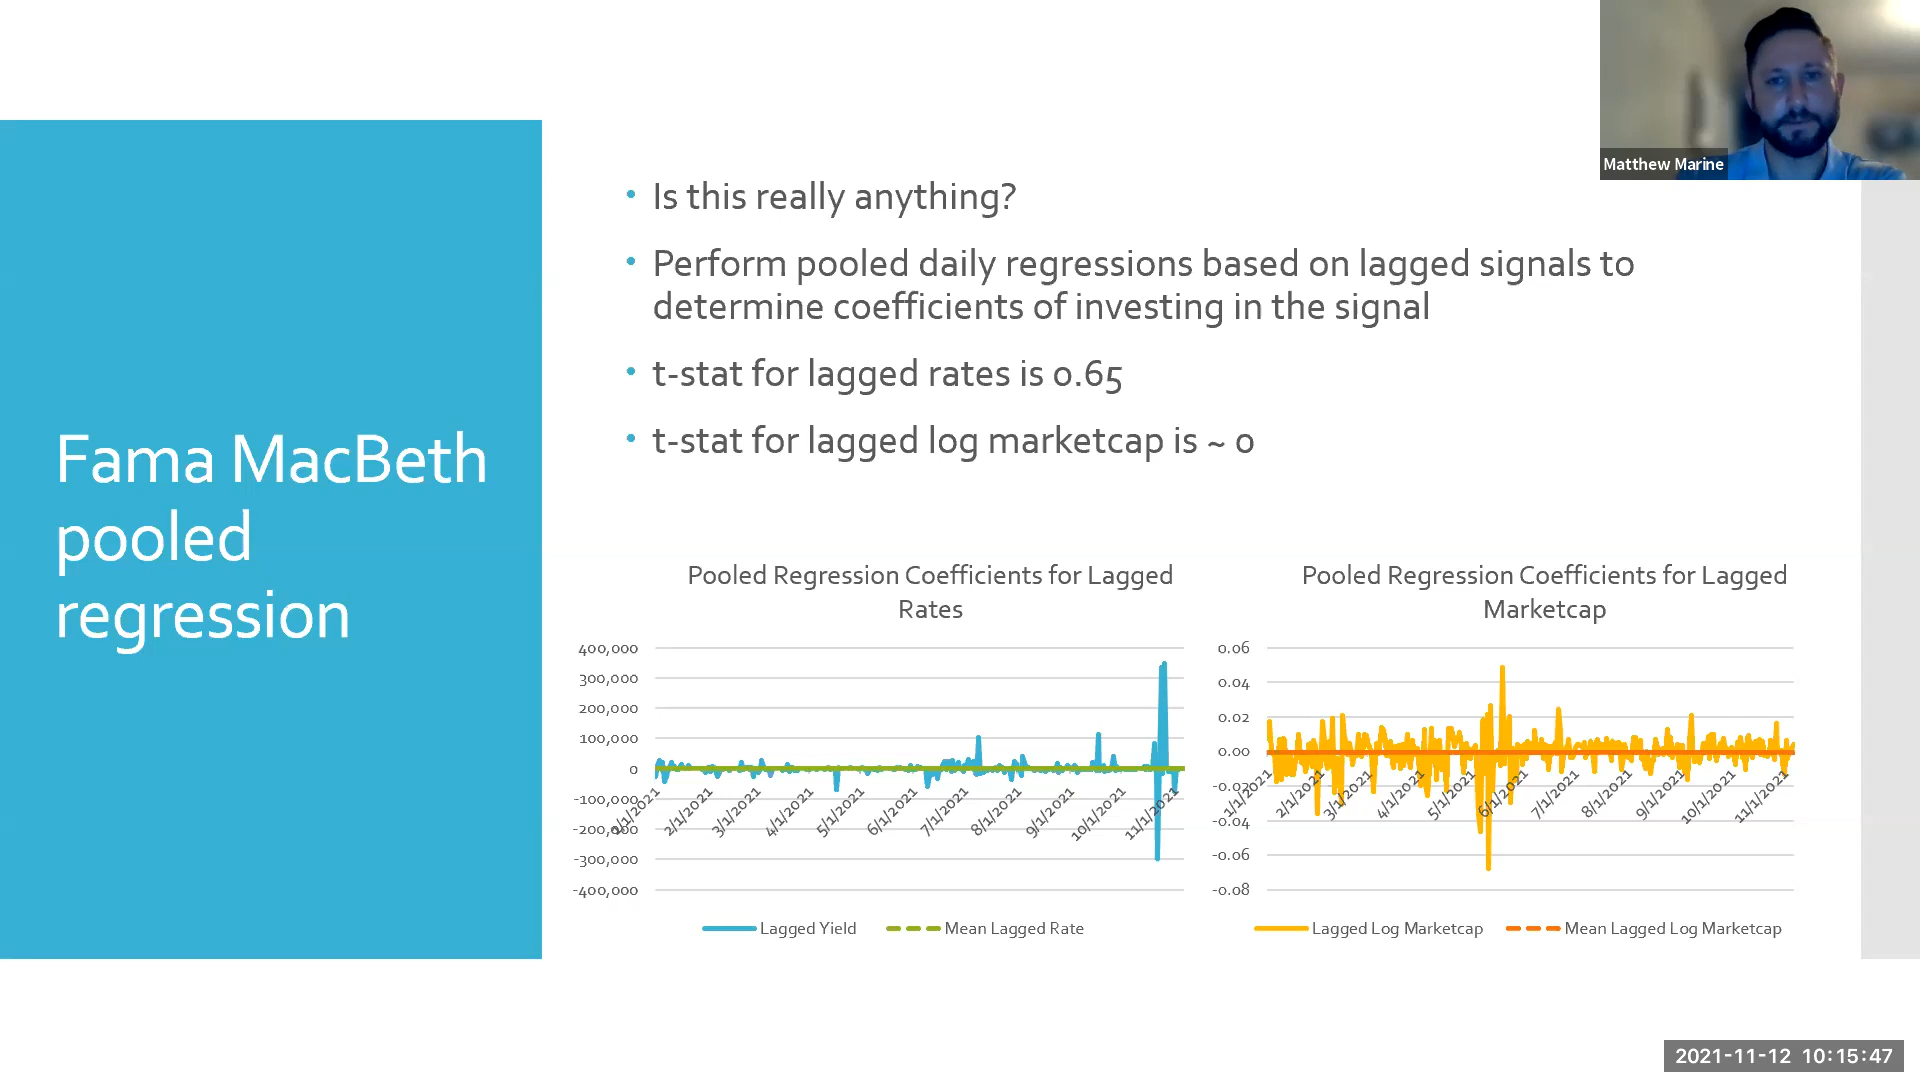 Matthew Marine
Fama MacBeth
pooled
regression
• Is this really anything?
• Perform pooled daily regressions based on lagged signals to
determine coefficients of investing in the signal
• t-stat for lagged rates is 0.65
• t-stat for lagged log marketcap is ~ 0
Pooled Regression Coefficients for Lagged
Rates
400,000
300,000
200,000
100,000
0
-100,000
-200,000
-300,000
-400,000
1/1/2021
2/1/2021
3/1/2021
4/1/2021
5/1/2021
6/1/2021
7/1/2021
8/1/2021
9/1/2021
10/1/2021
11/1/2021
Lagged Yield
Mean Lagged Rate
Pooled Regression Coefficients for Lagged
Marketcap
0.06
0.04
0.02
0.00
-0.02
-0.04
-0.06
-0.08
1/1/2021
2/1/2021
3/1/2021
4/1/2021
5/1/2021
6/1/2021
7/1/2021
8/1/2021
9/1/2021
10/1/2021
11/1/2021
Lagged Log Marketcap
Mean Lagged Log Marketcap
2021-11-12 10:15:47